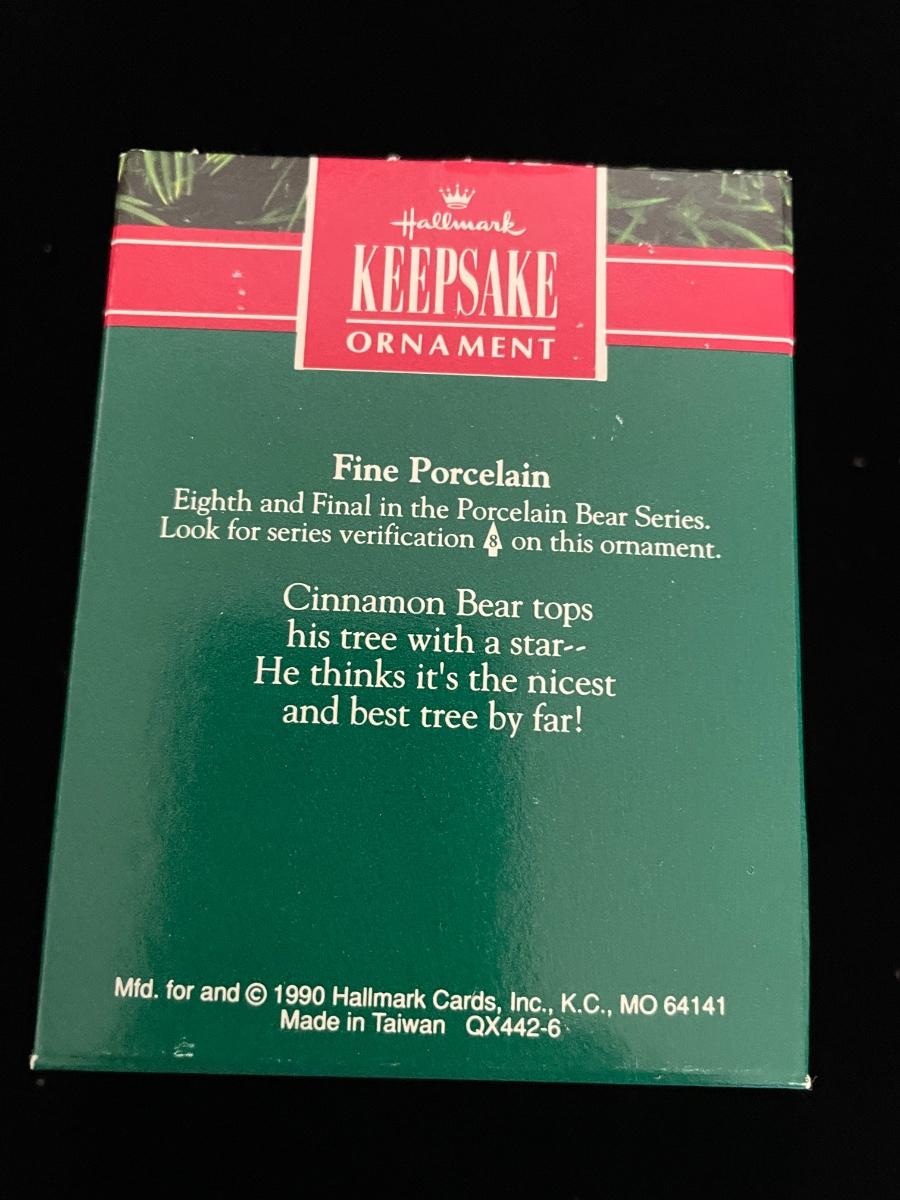 Hallmark
KEEPSAKE
ORNAMENT
Fine Porcelain
Eighth and Final in the Porcelain Bear Series.
Look for series verification 8 on this ornament.
Cinnamon Bear tops
his tree with a star--
He thinks it's the nicest
and best tree by far!
Mfd. for and © 1990 Hallmark Cards, Inc., K.C., MO 64141
Made in Taiwan QX442-6